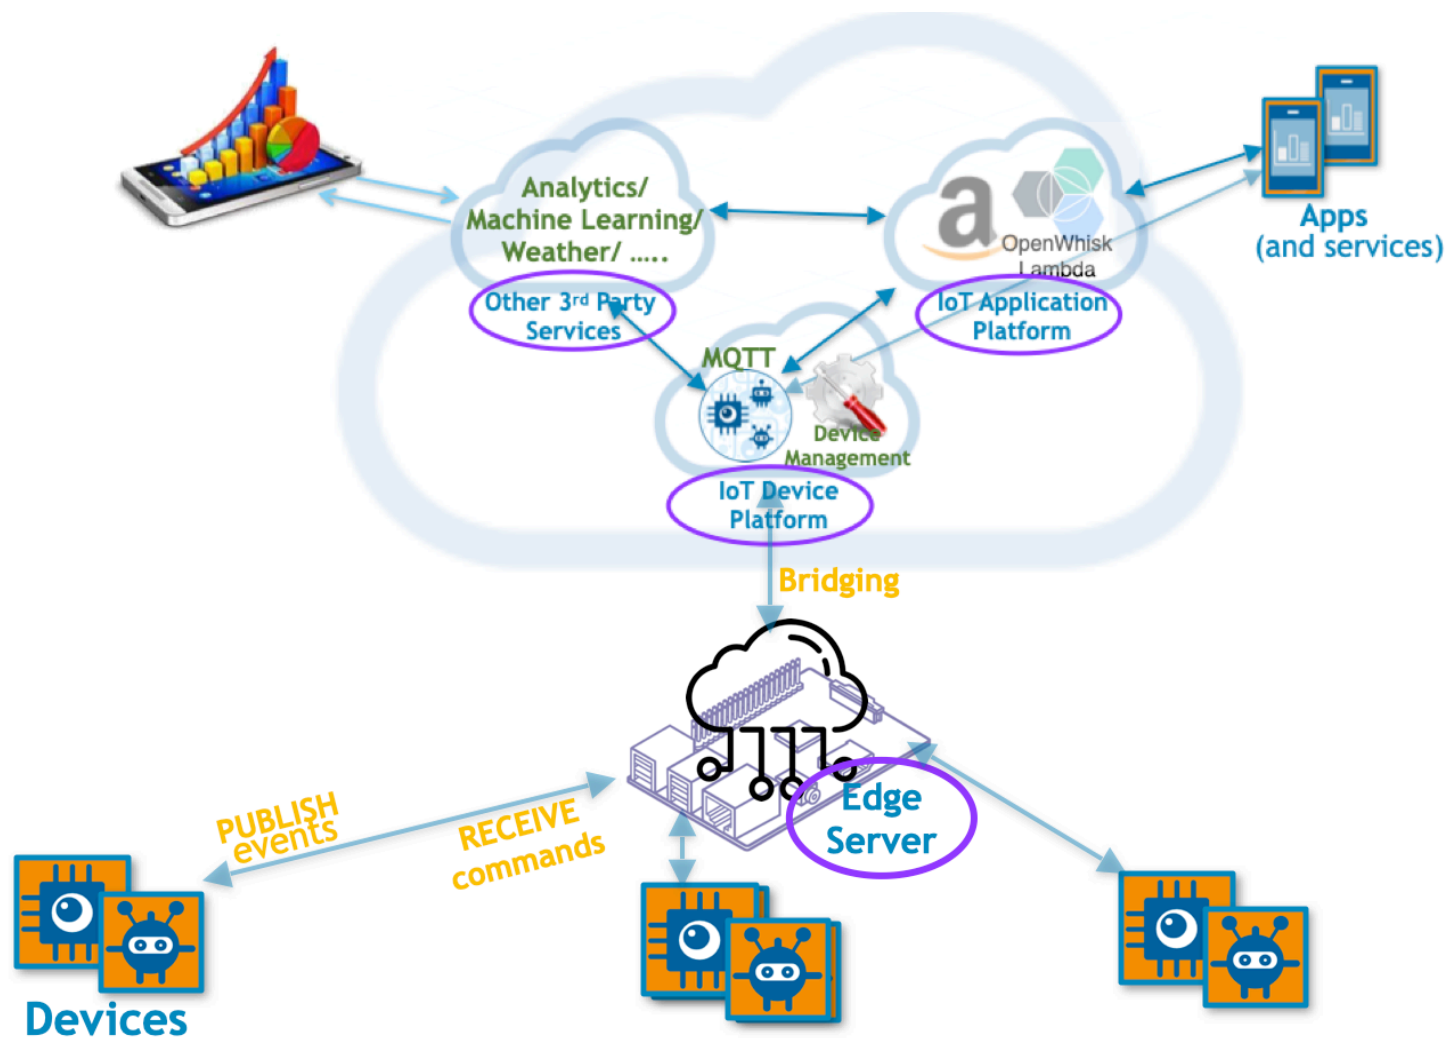 Analytics/
Machine Learning/
Weather/ .....
Other 3rd Party
Services
a
OpenWhisk
Lambda
IoT Application
Platform
Apps
(and services)
MQTT
Device
Management
IoT Device
Platform
Bridging
PUBLISH
events
RECEIVE
commands
Edge
Server
Devices